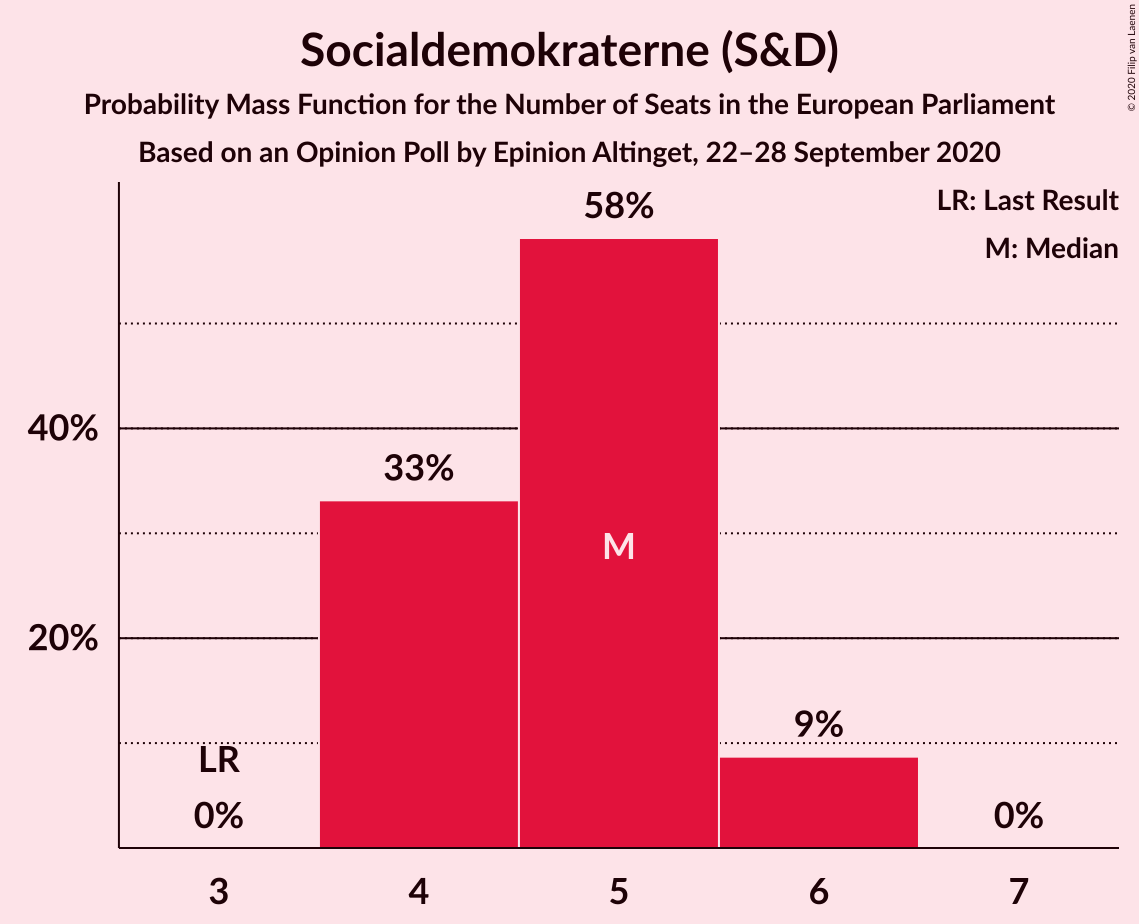 Socialdemokraterne (S&D)
Probability Mass Function for the Number of Seats in the European Parliament
Based on an Opinion Poll by Epinion Altinget, 22–28 September 2020
© 2020 Filip van Laenen
LR: Last Result
M: Median
58%
40%
33%
M
20%
9%
LR
0%
0%
3 4 5 6 7